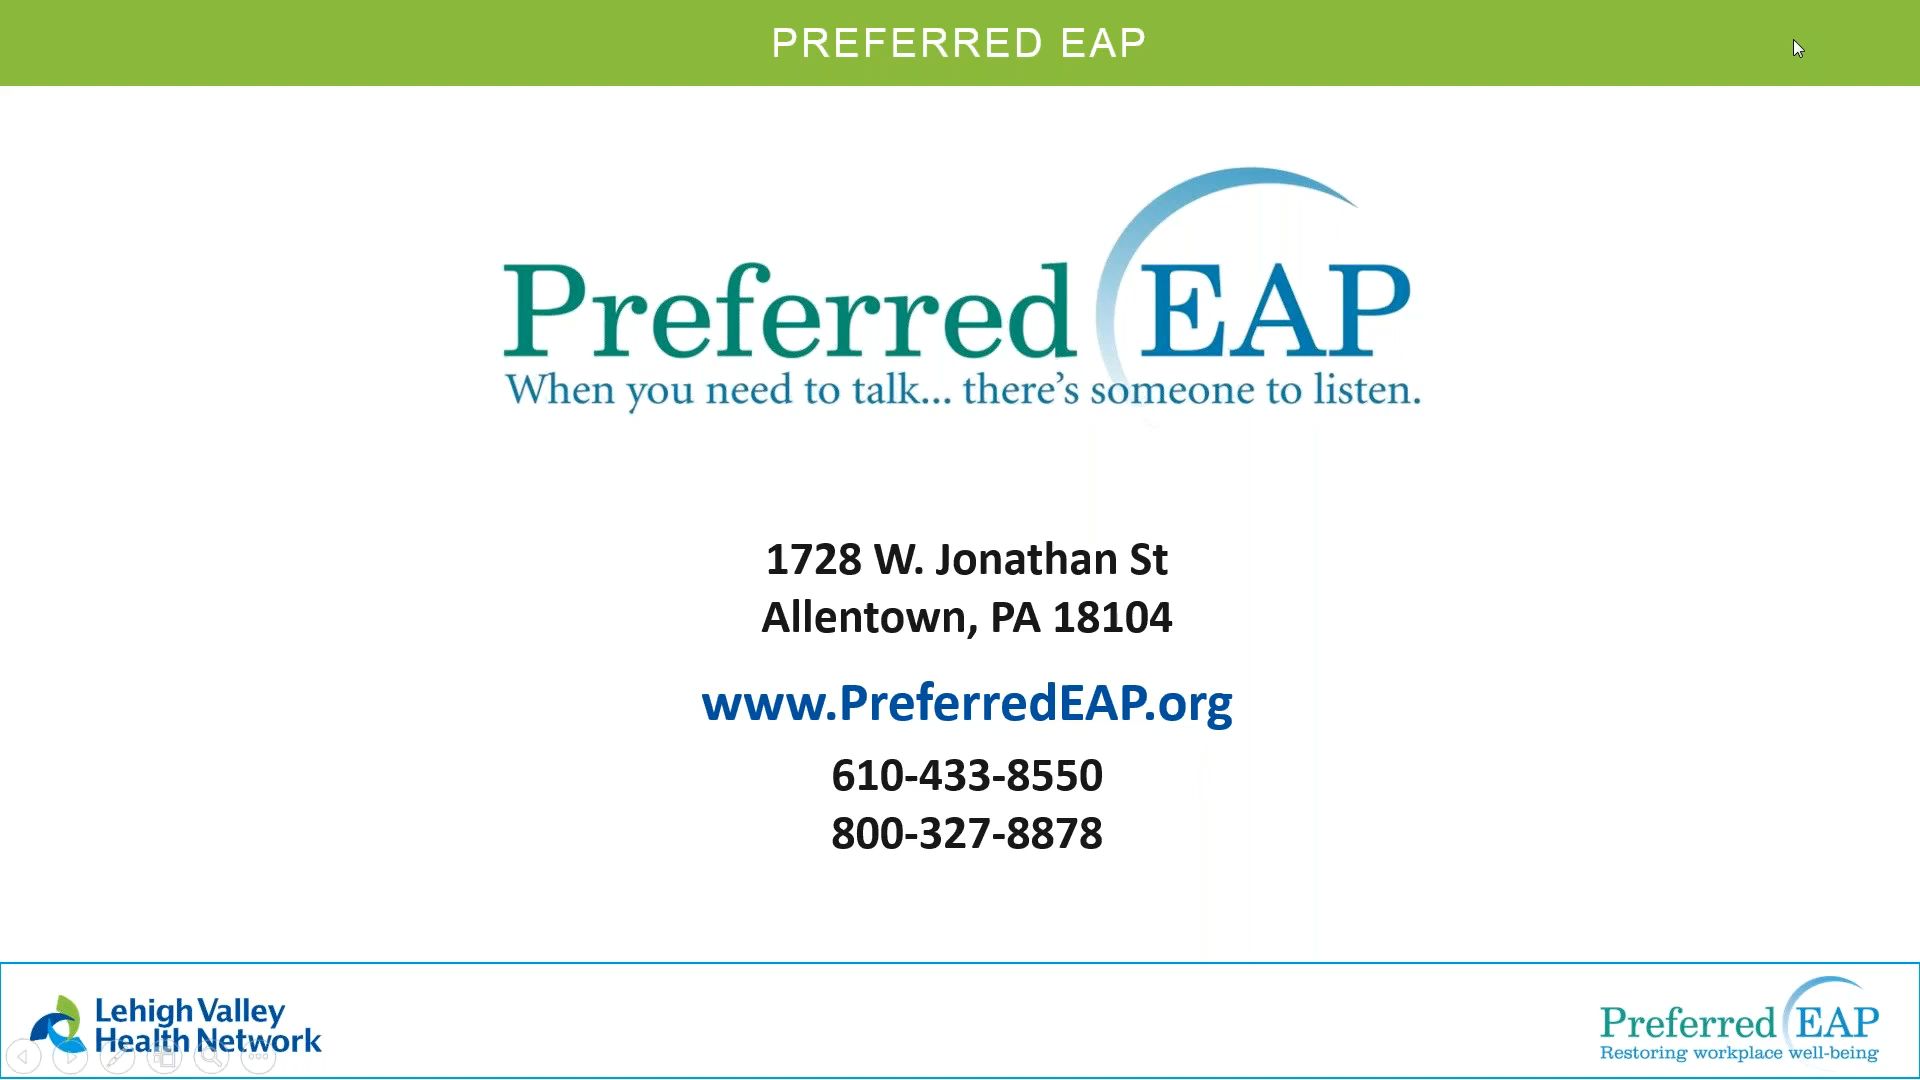 PREFERRED EAP
Preferred EAP
When you need to talk... there's someone to listen.
1728 W. Jonathan St
Allentown, PA 18104
www.PreferredEAP.org
610-433-8550
800-327-8878
Lehigh Valley
Health Network
Preferred EAP
Restoring workplace well-being